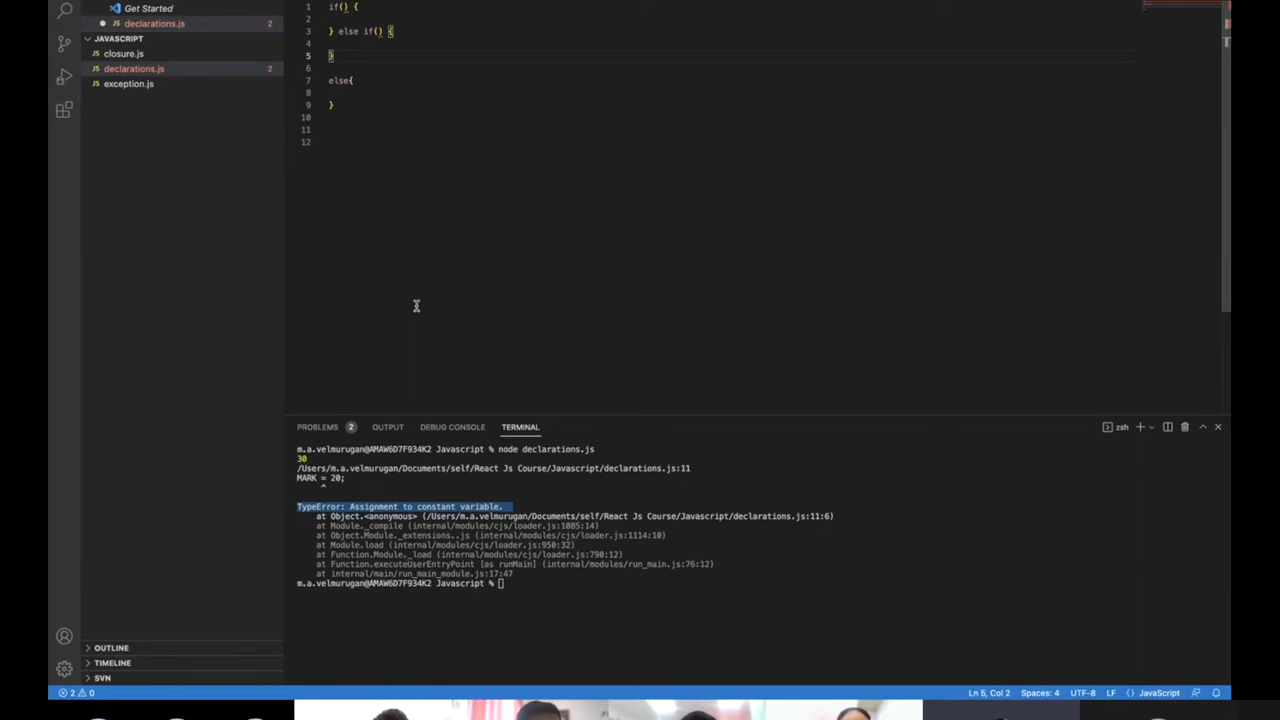 Get Started
declarations.js 2
JAVASCRIPT
JS closure.js
JS declarations.js 2
JS exception.js
OUTLINE
TIMELINE
SVN
1 if() {
2
3 } else if() {
4
5 }
6
7 else{
8
9 }
10
11
12
PROBLEMS 2 OUTPUT DEBUG CONSOLE TERMINAL zsh
m.a.velmurugan@AMAW6D7F934K2 Javascript % node declarations.js
30
/Users/m.a.velmurugan/Documents/self/React Js Course/Javascript/declarations.js:11
MARK = 20;
^
TypeError: Assignment to constant variable.
at Object.<anonymous> (/Users/m.a.velmurugan/Documents/self/React Js Course/Javascript/declarations.js:11:6)
at Module._compile (internal/modules/cjs/loader.js:1085:14)
at Object.Module._extensions..js (internal/modules/cjs/loader.js:1114:10)
at Module.load (internal/modules/cjs/loader.js:950:32)
at Function.Module._load (internal/modules/cjs/loader.js:790:12)
at Function.executeUserEntryPoint [as runMain] (internal/modules/run_main.js:76:12)
at internal/main/run_main_module.js:17:47
m.a.velmurugan@AMAW6D7F934K2 Javascript %
2 0 Ln 5, Col 2 Spaces: 4 UTF-8 LF {} JavaScript